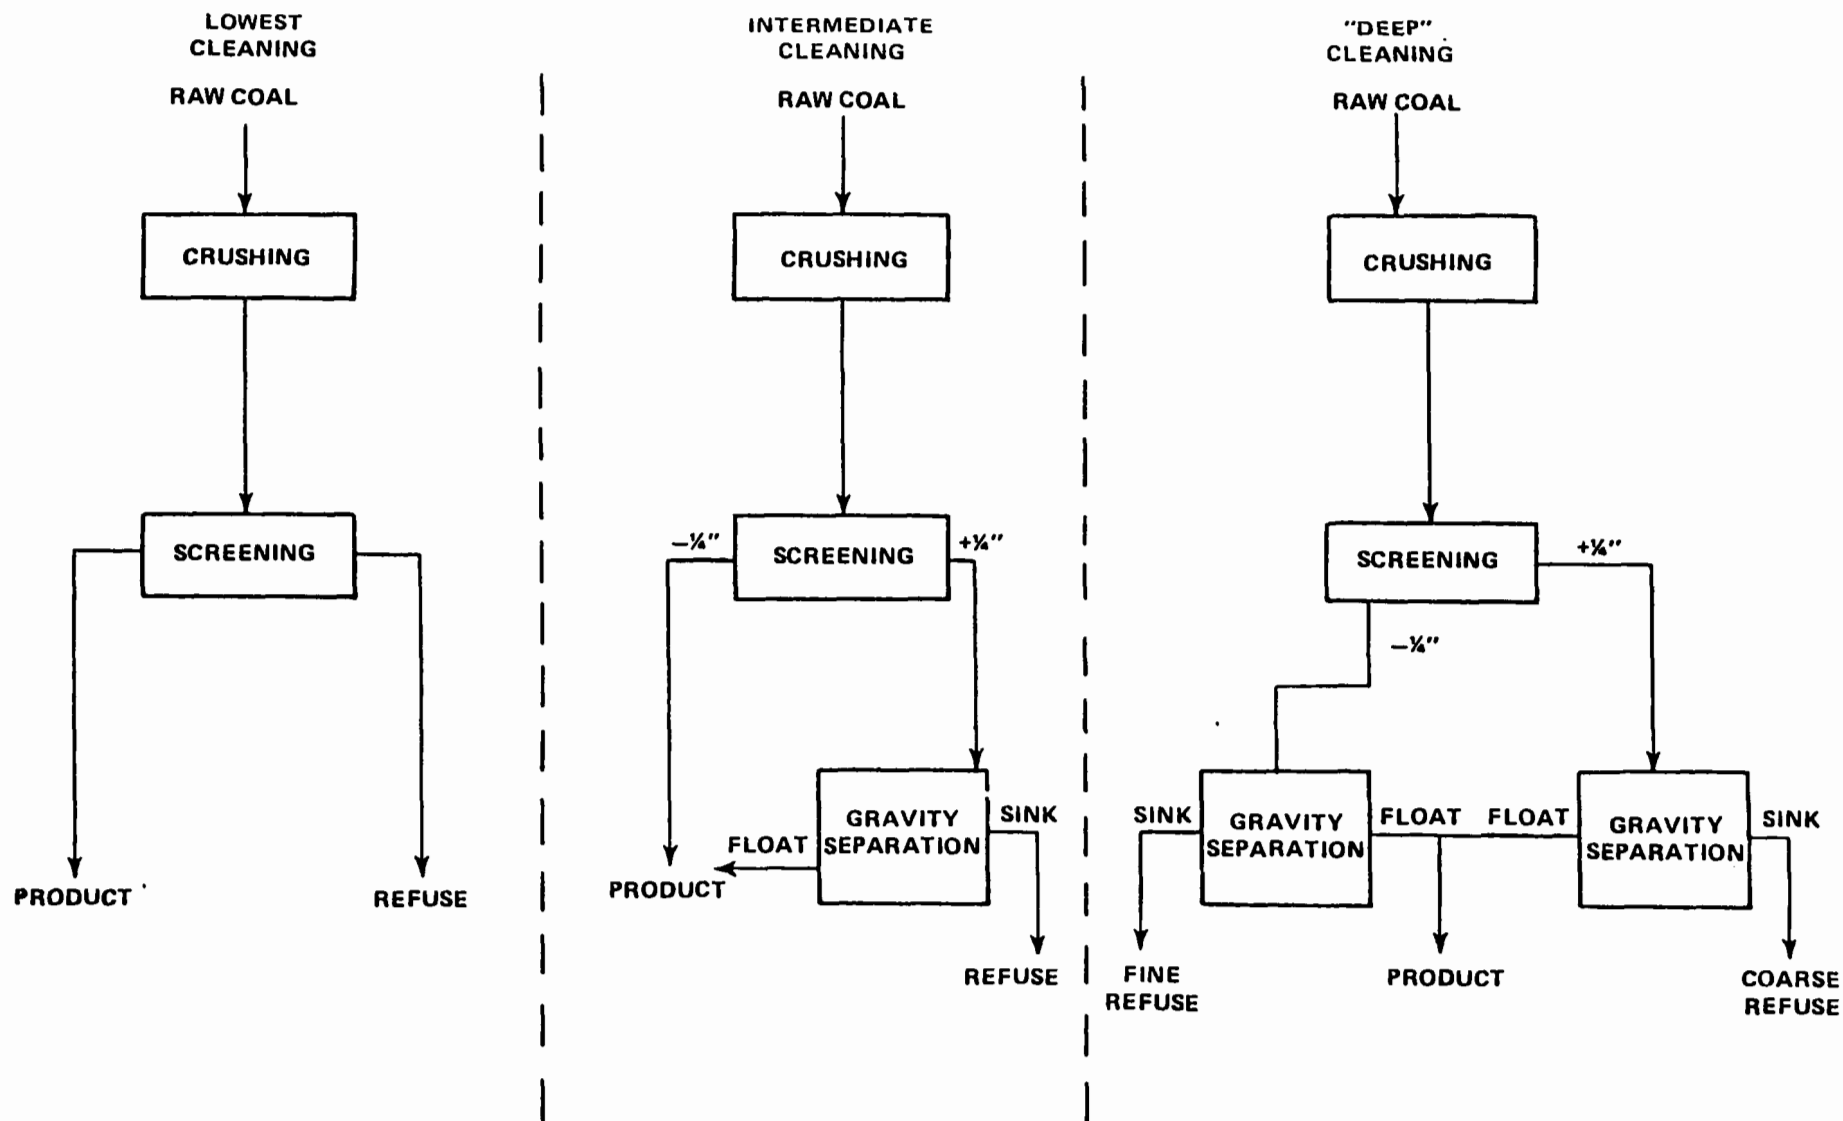 LOWEST
CLEANING
RAW COAL
CRUSHING
SCREENING
PRODUCT
REFUSE
INTERMEDIATE
CLEANING
RAW COAL
CRUSHING
–¼"
SCREENING
+¼"
GRAVITY
SEPARATION
SINK
FLOAT
PRODUCT
REFUSE
"DEEP"
CLEANING
RAW COAL
CRUSHING
SCREENING
+¼"
–¼"
SINK
GRAVITY
SEPARATION
FLOAT
FLOAT
GRAVITY
SEPARATION
SINK
FINE
REFUSE
PRODUCT
COARSE
REFUSE